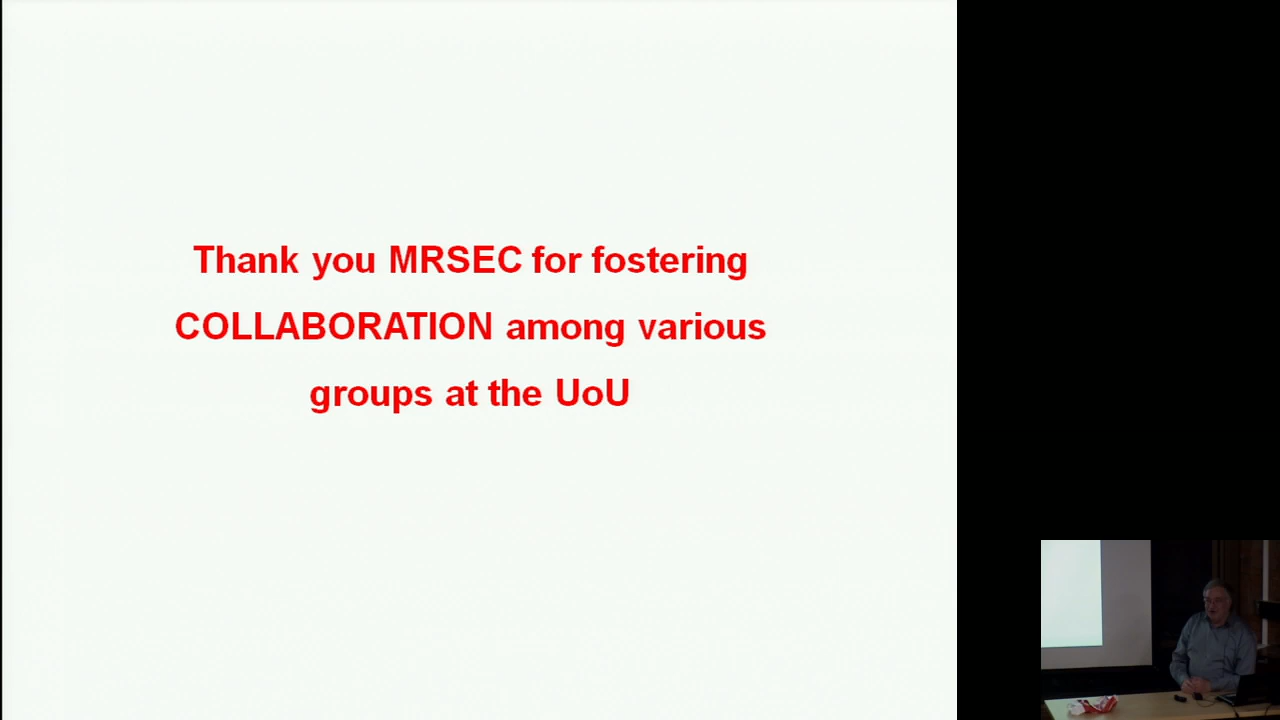 Thank you MRSEC for fostering
COLLABORATION among various
groups at the UoU